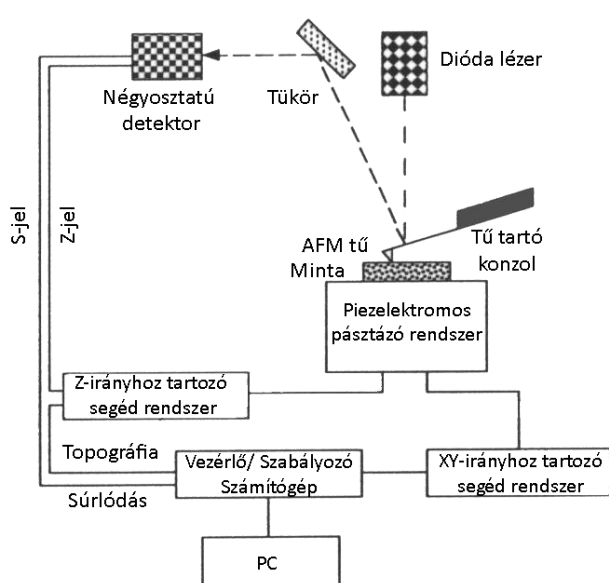 Dióda lézer
Négyosztatú
detektor
Tükör
S-jel
Z-jel
AFM tű
Minta
Tű tartó
konzol
Piezelektromos
pásztázó rendszer
Z-irányhoz tartozó
segéd rendszer
Topográfia
Súrlódás
Vezérlő/ Szabályozó
Számítógép
XY-irányhoz tartozó
segéd rendszer
PC